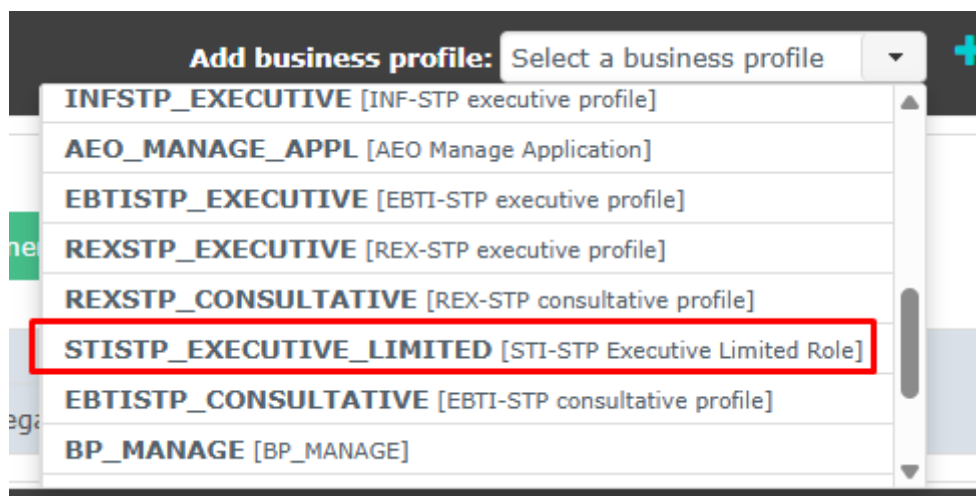 Add business profile: Select a business profile
INFSTP_EXECUTIVE [INF-STP executive profile]
AEO_MANAGE_APPL [AEO Manage Application]
EBTISTP_EXECUTIVE [EBTI-STP executive profile]
REXSTP_EXECUTIVE [REX-STP executive profile]
REXSTP_CONSULTATIVE [REX-STP consultative profile]
STISTP_EXECUTIVE_LIMITED [STI-STP Executive Limited Role]
EBTISTP_CONSULTATIVE [EBTI-STP consultative profile]
BP_MANAGE [BP_MANAGE]